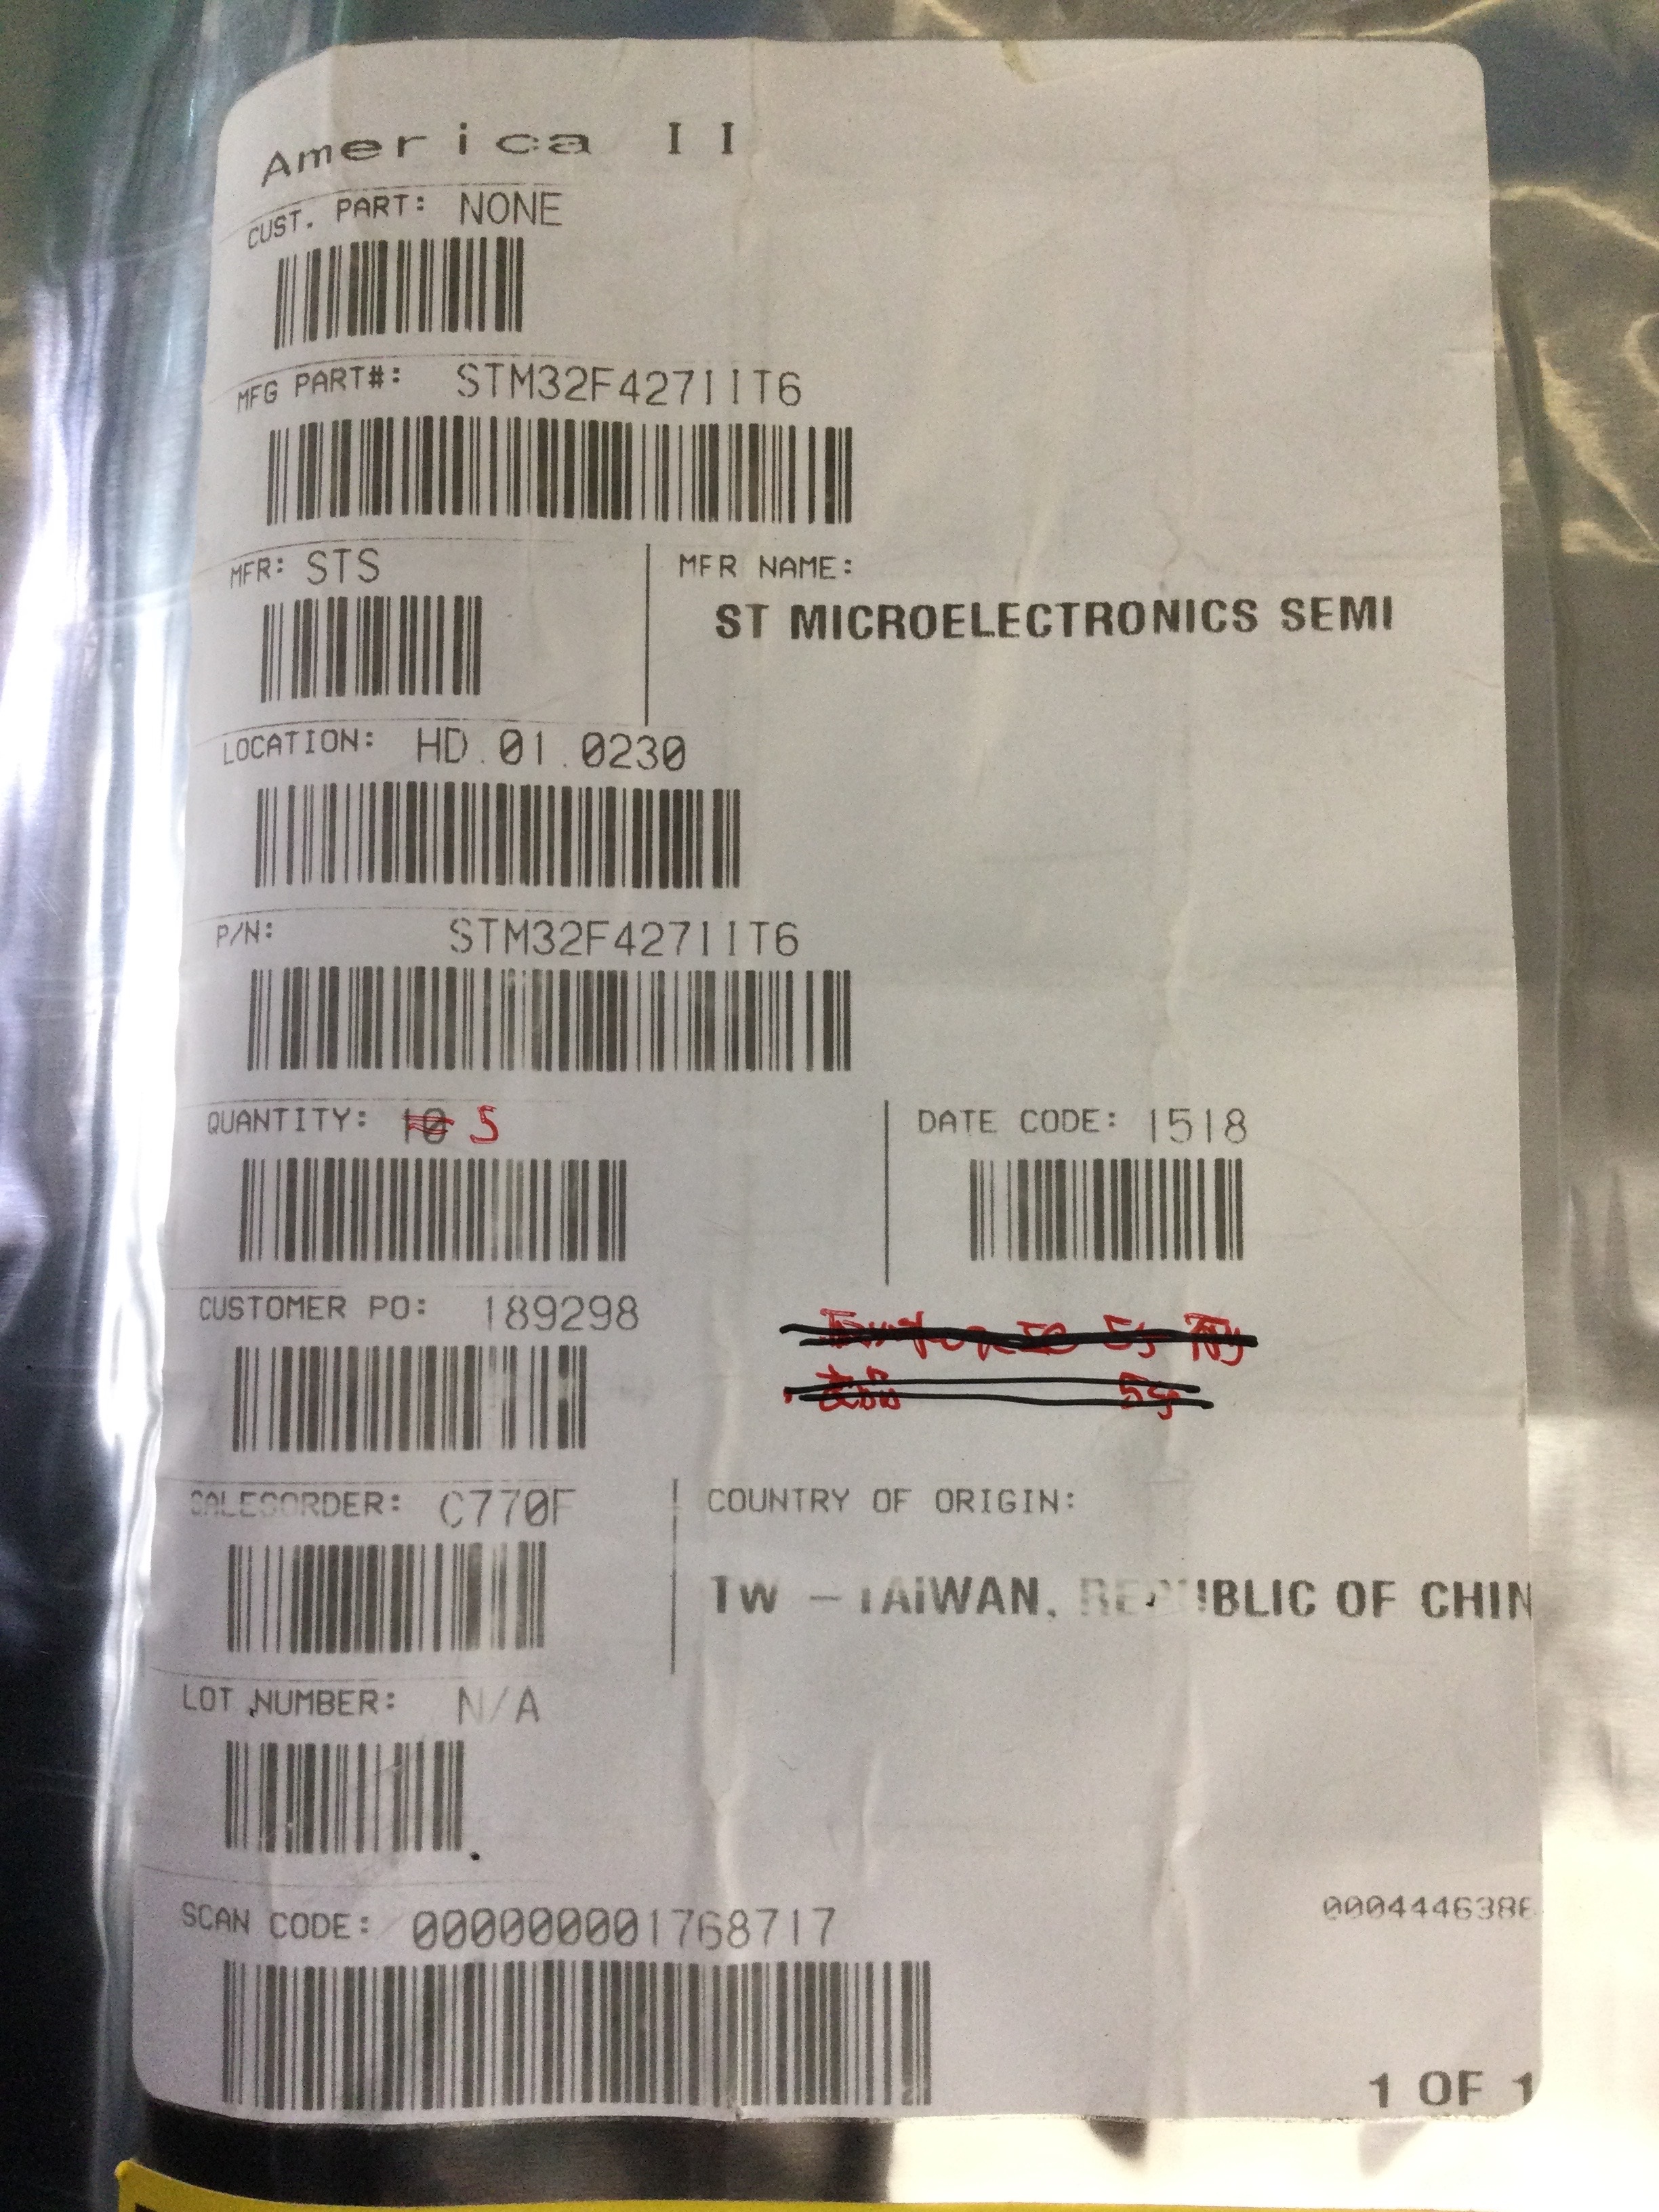 America II
CUST. PART: NONE
MFG PART#: STM32F427IIT6
MFR: STS
MFR NAME:
ST MICROELECTRONICS SEMI
LOCATION: HD.01.0230
P/N: STM32F427IIT6
QUANTITY: 10 5
DATE CODE: 1518
CUSTOMER PO: 189298
SALESORDER: C770F
COUNTRY OF ORIGIN:
TW - TAIWAN, REPUBLIC OF CHIN
LOT NUMBER: N/A
SCAN CODE: 000000001768717
000444638
1 OF 1